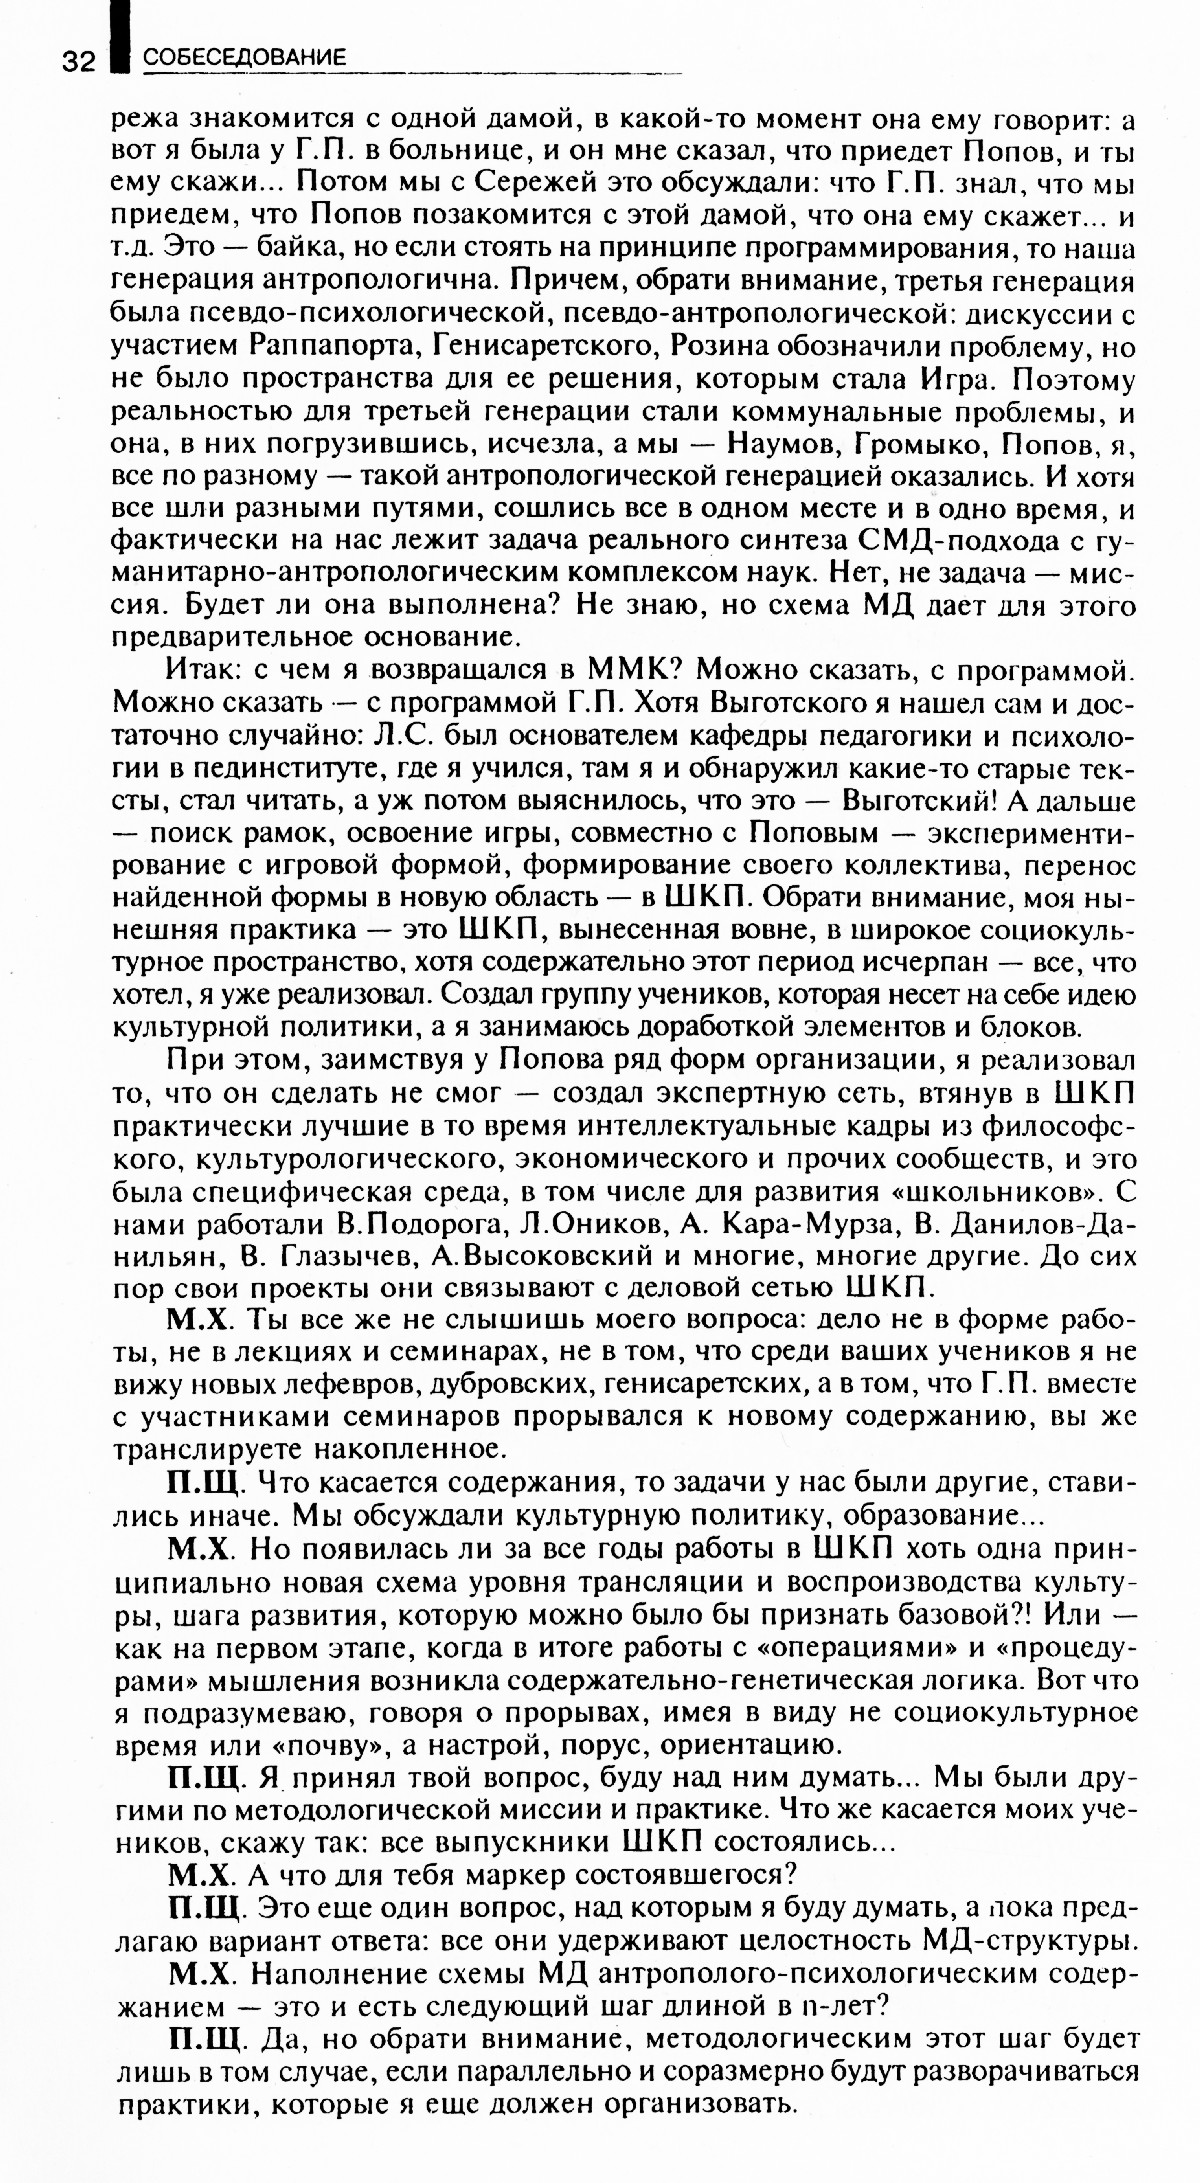 32
СОБЕСЕДОВАНИЕ
режа знакомится с одной дамой, в какой-то момент она ему говорит: а
вот я была у Г.П. в больнице, и он мне сказал, что приедет Попов, и ты
ему скажи... Потом мы с Сережей это обсуждали: что Г.П. знал, что мы
приедем, что Попов позакомится с этой дамой, что она ему скажет... и
т.д. Это — байка, но если стоять на принципе программирования, то наша
генерация антропологична. Причем, обрати внимание, третья генерация
была псевдо-психологической, псевдо-антропологической: дискуссии с
участием Раппапорта, Генисаретского, Розина обозначили проблему, но
не было пространства для ее решения, которым стала Игра. Поэтому
реальностью для третьей генерации стали коммунальные проблемы, и
она, в них погрузившись, исчезла, а мы — Наумов, Громыко, Попов, я,
все по разному — такой антропологической генерацией оказались. И хотя
все шли разными путями, сошлись все в одном месте и в одно время, и
фактически на нас лежит задача реального синтеза СМД-подхода с гу-
манитарно-антропологическим комплексом наук. Нет, не задача — мис-
сия. Будет ли она выполнена? Не знаю, но схема МД дает для этого
предварительное основание.
Итак: с чем я возвращался в ММК? Можно сказать, с программой.
Можно сказать — с программой Г.П. Хотя Выготского я нашел сам и дос-
таточно случайно: Л.С. был основателем кафедры педагогики и психоло-
гии в пединституте, где я учился, там я и обнаружил какие-то старые тек-
сты, стал читать, а уж потом выяснилось, что это — Выготский! А дальше
— поиск рамок, освоение игры, совместно с Поповым — эксперименти-
рование с игровой формой, формирование своего коллектива, перенос
найденной формы в новую область — в ШКП. Обрати внимание, моя ны-
нешняя практика — это ШКП, вынесенная вовне, в широкое социокуль-
турное пространство, хотя содержательно этот период исчерпан — все, что
хотел, я уже реализовал. Создал группу учеников, которая несет на себе идею
культурной политики, а я занимаюсь доработкой элементов и блоков.
При этом, заимствуя у Попова ряд форм организации, я реализовал
то, что он сделать не смог — создал экспертную сеть, втянув в ШКП
практически лучшие в то время интеллектуальные кадры из философс-
кого, культурологического, экономического и прочих сообществ, и это
была специфическая среда, в том числе для развития «школьников». С
нами работали В.Подорога, Л.Оников, А. Кара-Мурза, В. Данилов-Да-
нильян, В. Глазычев, А.Высоковский и многие, многие другие. До сих
пор свои проекты они связывают с деловой сетью ШКП.
М.Х. Ты все же не слышишь моего вопроса: дело не в форме рабо-
ты, не в лекциях и семинарах, не в том, что среди ваших учеников я не
вижу новых лефевров, дубровских, генисаретских, а в том, что Г.П. вместе
с участниками семинаров прорывался к новому содержанию, вы же
транслируете накопленное.
П.Щ. Что касается содержания, то задачи у нас были другие, стави-
лись иначе. Мы обсуждали культурную политику, образование...
М.Х. Но появилась ли за все годы работы в ШКП хоть одна прин-
ципиально новая схема уровня трансляции и воспроизводства культу-
ры, шага развития, которую можно было бы признать базовой?! Или —
как на первом этапе, когда в итоге работы с «операциями» и «процеду-
рами» мышления возникла содержательно-генетическая логика. Вот что
я подразумеваю, говоря о прорывах, имея в виду не социокультурное
время или «почву», а настрой, порус, ориентацию.
П.Щ. Я принял твой вопрос, буду над ним думать... Мы были дру-
гими по методологической миссии и практике. Что же касается моих уче-
ников, скажу так: все выпускники ШКП состоялись...
М.Х. А что для тебя маркер состоявшегося?
П.Щ. Это еще один вопрос, над которым я буду думать, а пока пред-
лагаю вариант ответа: все они удерживают целостность МД-структуры.
М.Х. Наполнение схемы МД антрополого-психологическим содер-
жанием — это и есть следующий шаг длиной в n-лет?
П.Щ. Да, но обрати внимание, методологическим этот шаг будет
лишь в том случае, если параллельно и соразмерно будут разворачиваться
практики, которые я еще должен организовать.